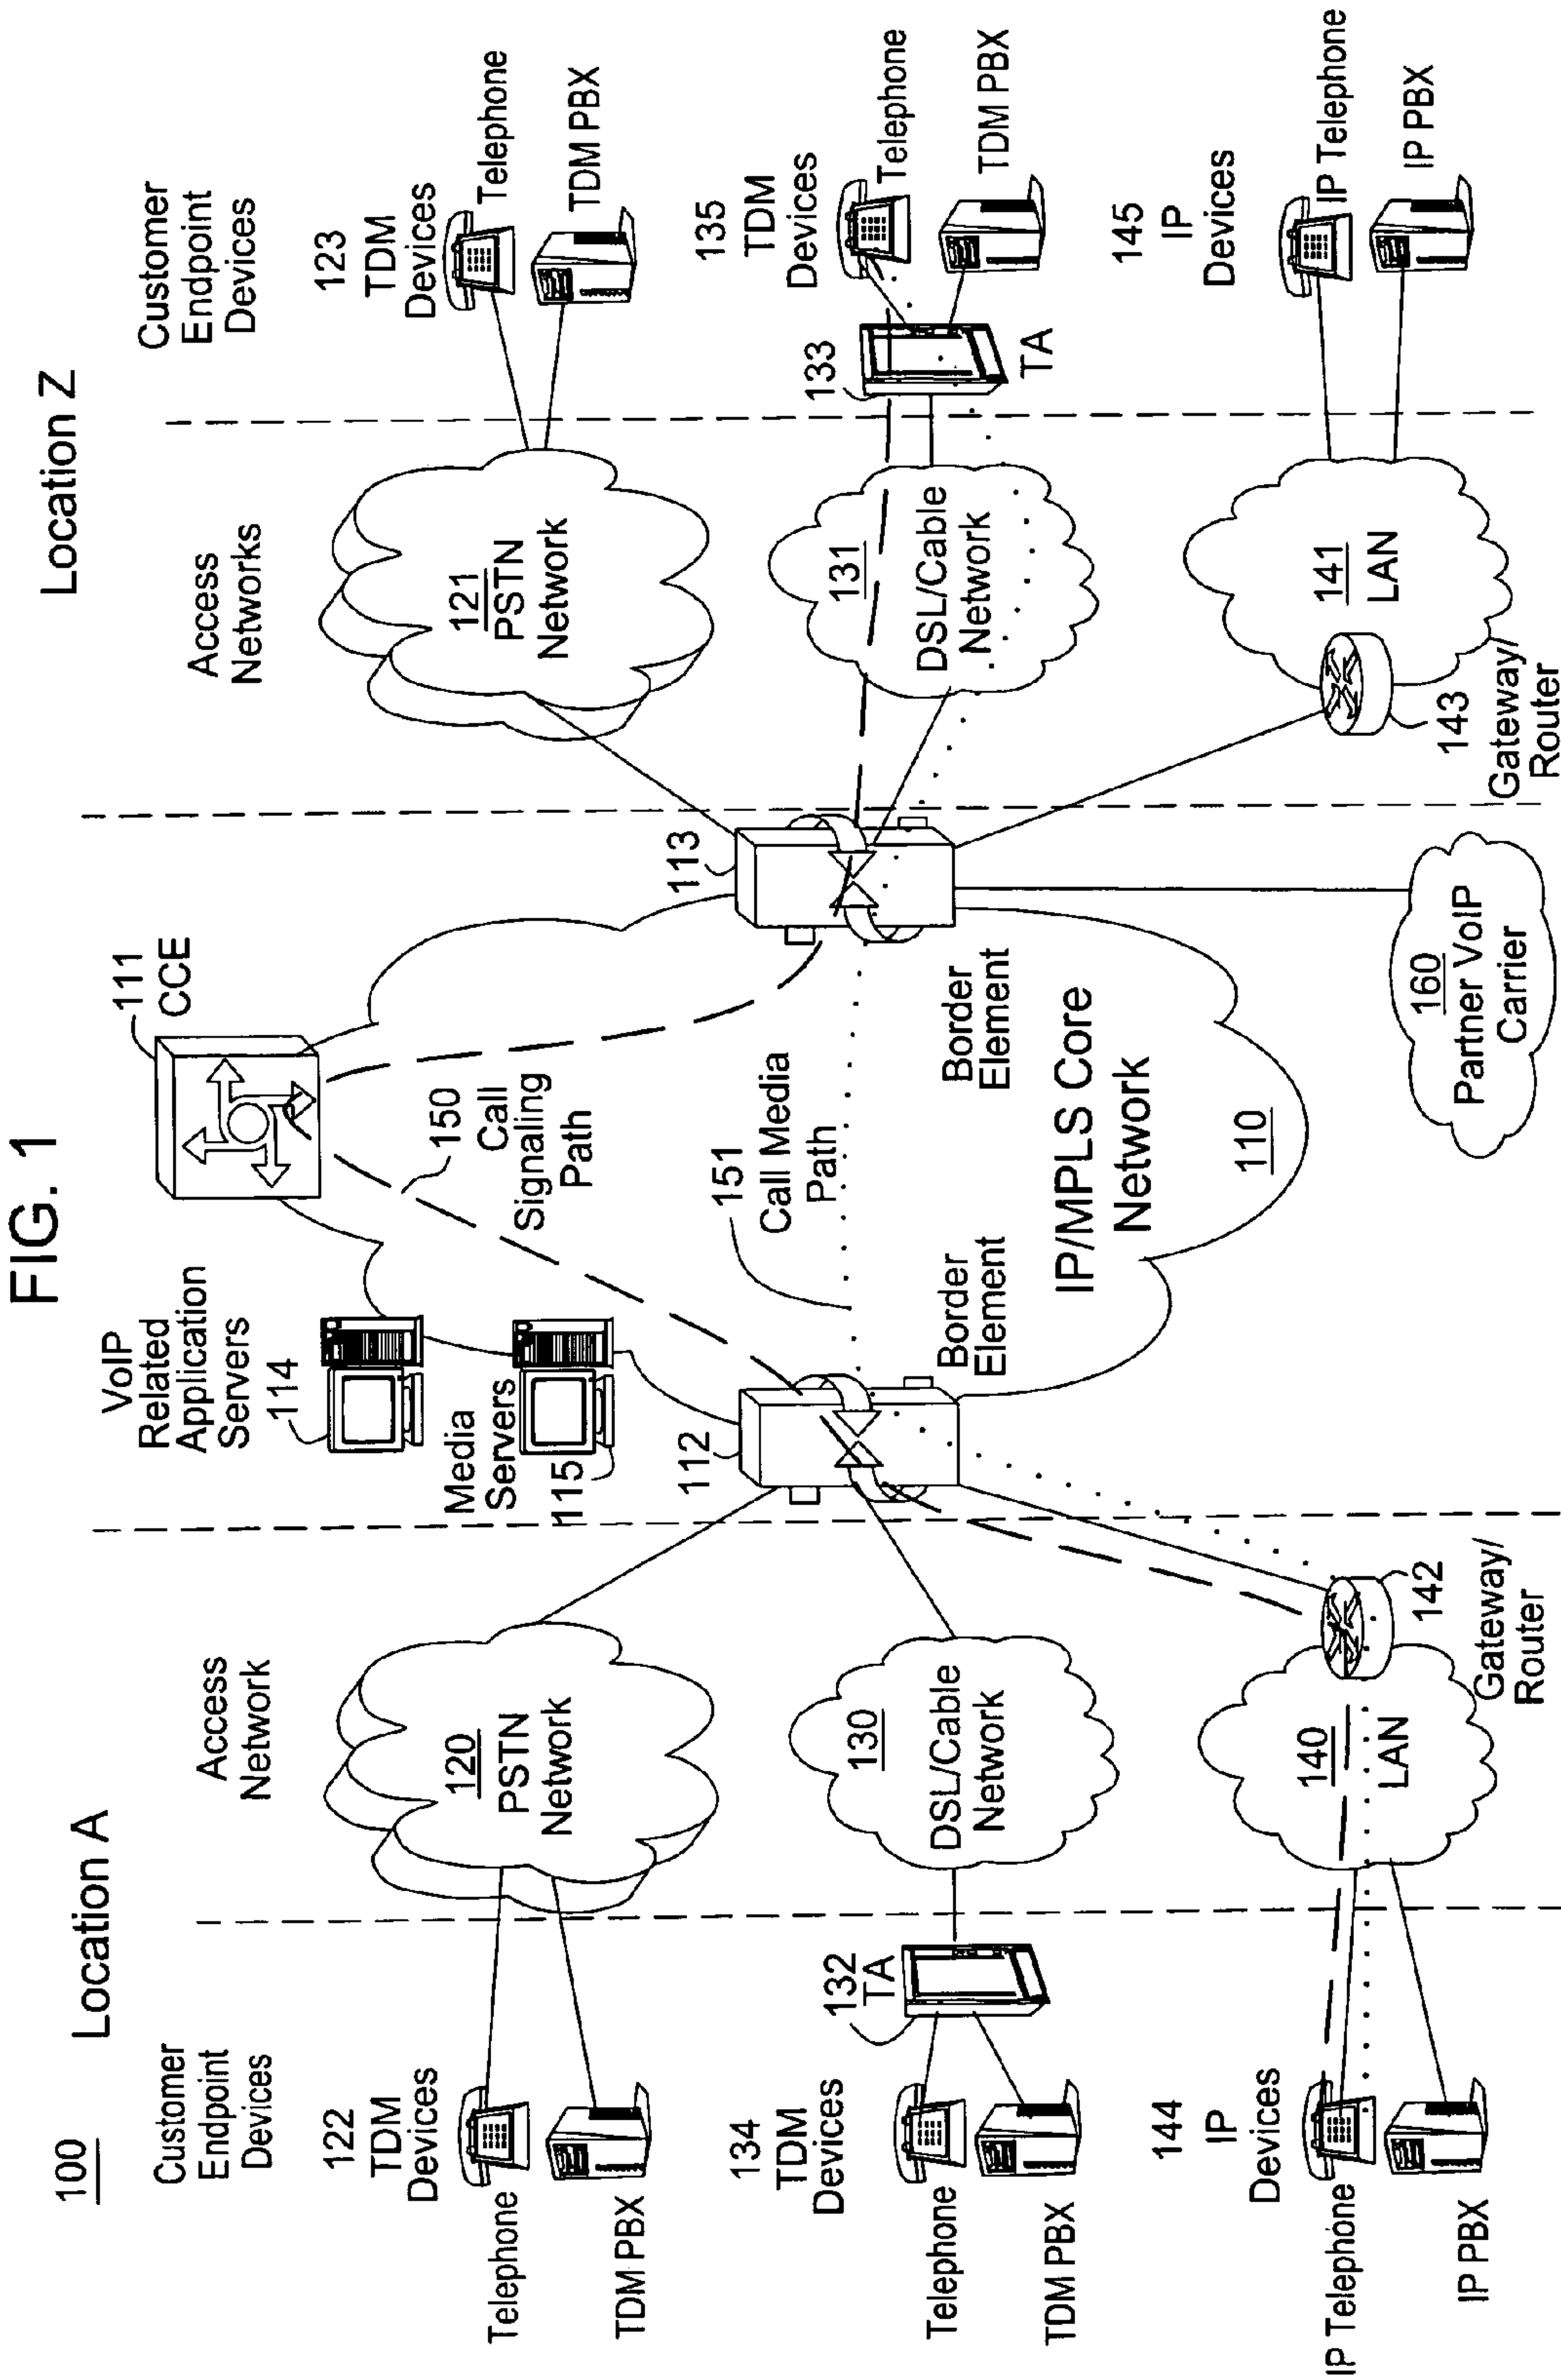 FIG. 1
100
Location A
Location Z
Customer
Endpoint
Devices
Access
Network
VoIP
Related
Application
Servers
114
111
CCE
Access
Networks
Customer
Endpoint
Devices
122
TDM
Devices
Telephone
TDM PBX
120
PSTN
Network
Media
Servers
115
150
Call
Signaling
Path
121
PSTN
Network
123
TDM
Devices
Telephone
TDM PBX
112
151
Call Media
Path
113
134
TDM
Devices
Telephone
TDM PBX
132
TA
130
DSL/Cable
Network
Border
Element
Border
Element
IP/MPLS Core
Network
110
131
DSL/Cable
Network
133
TA
135
TDM
Devices
Telephone
TDM PBX
144
IP
Devices
IP Telephone
IP PBX
140
LAN
142
Gateway/
Router
160
Partner VoIP
Carrier
143
Gateway/
Router
141
LAN
145
IP
Devices
IP Telephone
IP PBX